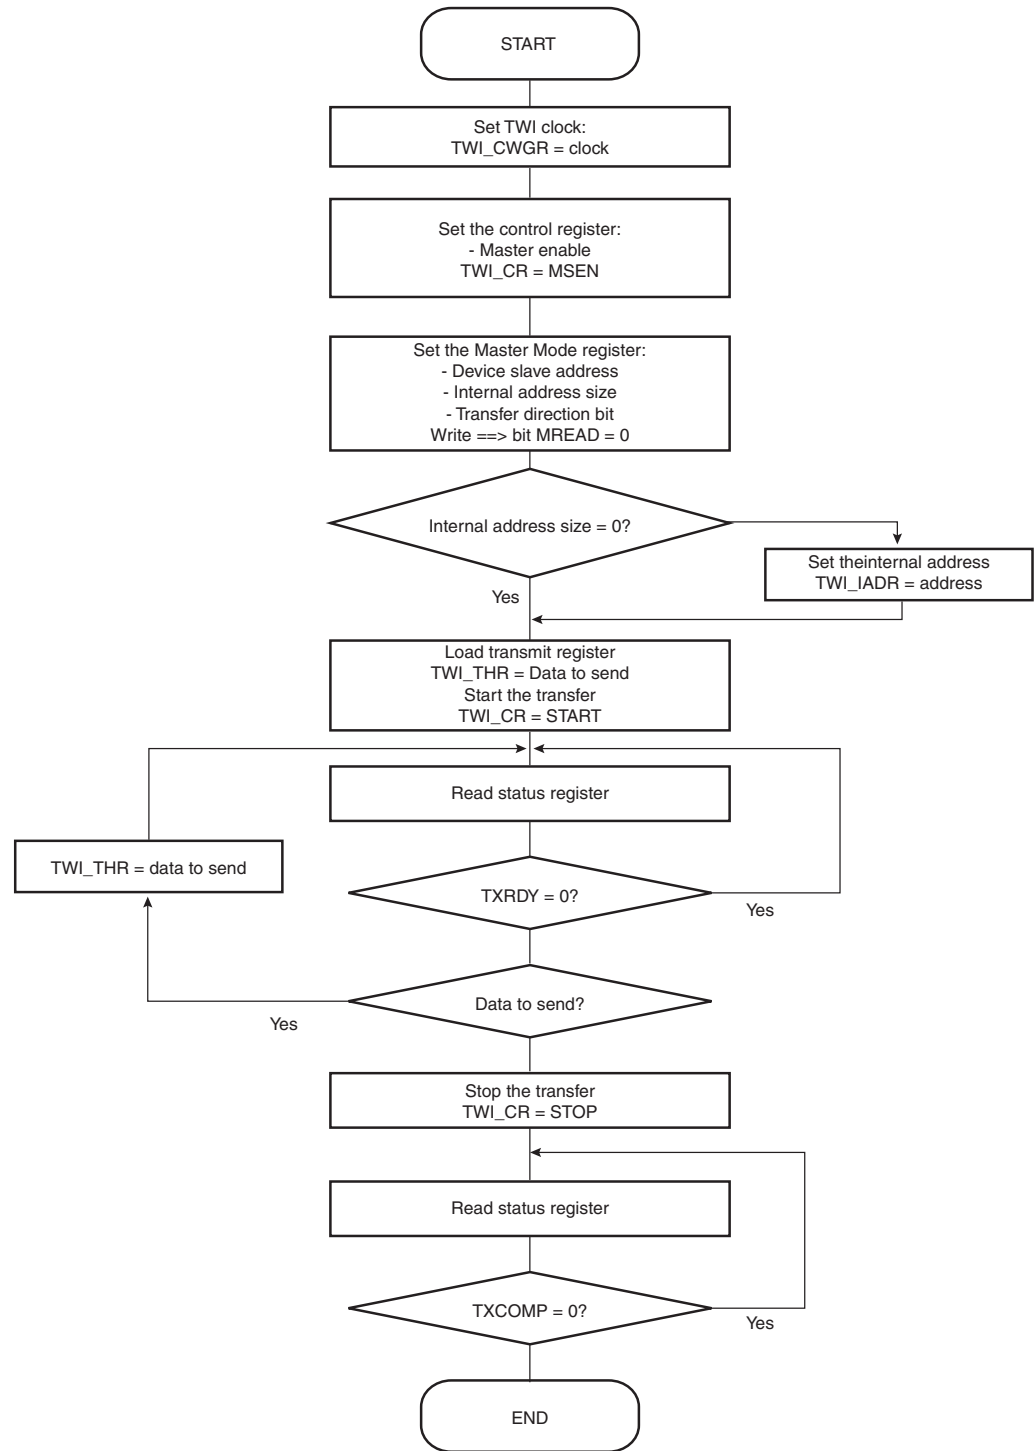 START
Set TWI clock:
TWI_CWGR = clock
Set the control register:
- Master enable
TWI_CR = MSEN
Set the Master Mode register:
- Device slave address
- Internal address size
- Transfer direction bit
Write ==> bit MREAD = 0
Internal address size = 0?
Set theinternal address
TWI_IADR = address
Yes
Load transmit register
TWI_THR = Data to send
Start the transfer
TWI_CR = START
Read status register
TWI_THR = data to send
TXRDY = 0?
Yes
Data to send?
Yes
Stop the transfer
TWI_CR = STOP
Read status register
TXCOMP = 0?
Yes
END